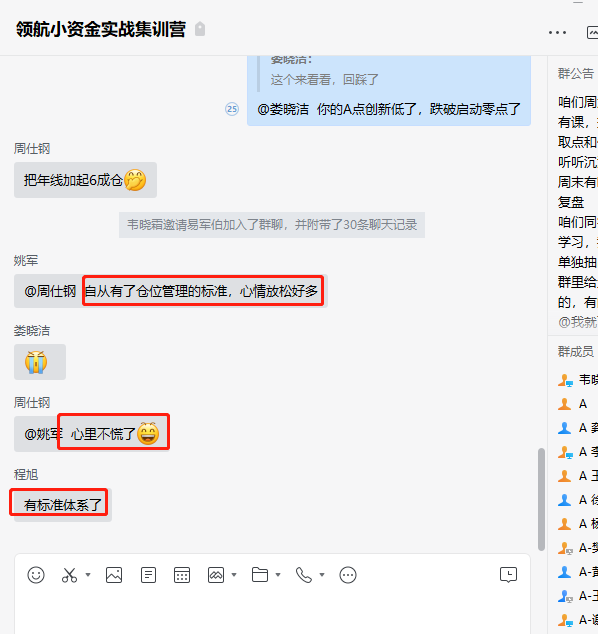 领航小资金实战集训营
娄晓洁:
这个来看看，回踩了
25
@娄晓洁 你的A点创新低了，跌破启动零点了
周仕钢
把年线加起6成仓
韦晓霜邀请易军伯加入了群聊，并附带了30条聊天记录
姚军
@周仕钢 自从有了仓位管理的标准，心情放松好多
娄晓洁
周仕钢
@姚军 心里不慌了
程旭
有标准体系了
群公告
咱们周
有课，
取点和
听听沉
周末有
复盘
咱们同
学习，
单独抽
群里给
的，有
@我就
群成员
韦晓
A
A 龚
A 李
A 王
A 徐
A 杨
A-樊
A-黄
A-王
A-谢